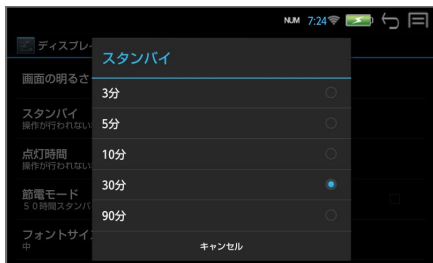 NUM 7:24
ディスプレ
スタンバイ
画面の明るさ
3分
スタンバイ
操作が行われない
5分
点灯時間
操作が行われない
10分
節電モード
50時間スタンバ
30分
90分
フォントサイ
中
キャンセル